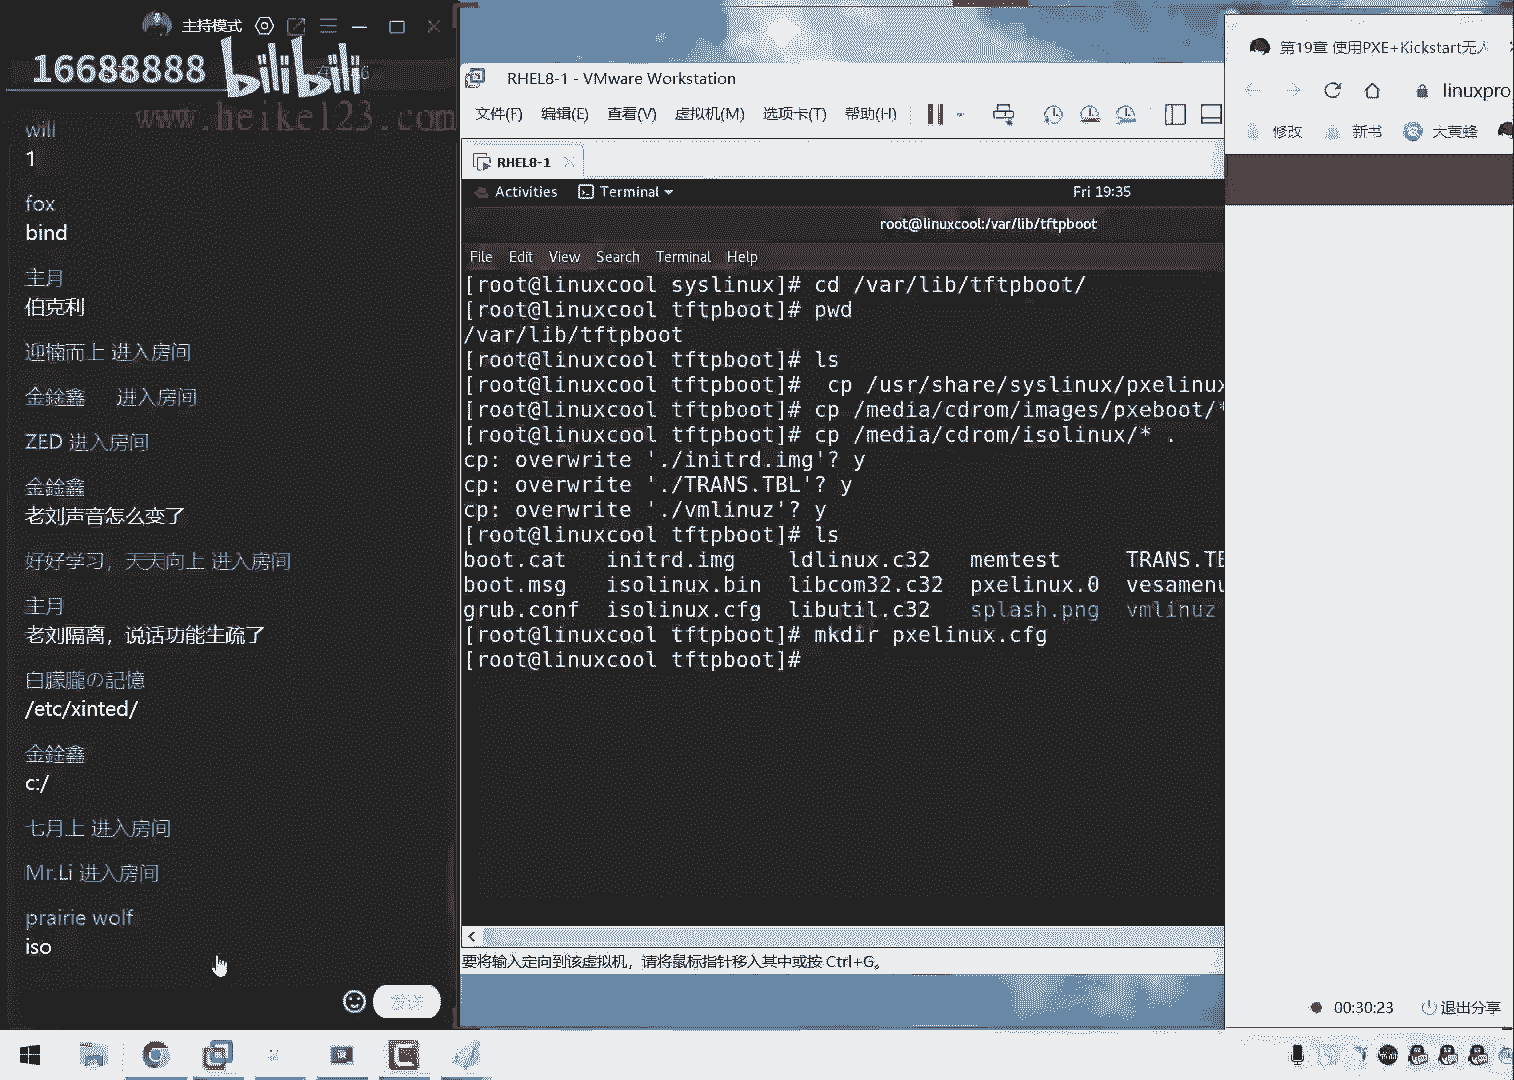 主持模式
16688888
bilibili
www.heike123.com
will
1
fox
bind
主月
伯克利
迎楠而上 进入房间
金銓鑫 进入房间
ZED 进入房间
金銓鑫
老刘声音怎么变了
好好学习，天天向上 进入房间
主月
老刘隔离，说话功能生疏了
白朦朧の記憶
/etc/xinted/
金銓鑫
c:/
七月上 进入房间
Mr.Li 进入房间
prairie wolf
iso
发送
RHEL8-1 - VMware Workstation
文件(F) 编辑(E) 查看(V) 虚拟机(M) 选项卡(T) 帮助(H)
RHEL8-1
Activities Terminal Fri 19:35
root@linuxcool:/var/lib/tftpboot
File Edit View Search Terminal Help
[root@linuxcool syslinux]# cd /var/lib/tftpboot/
[root@linuxcool tftpboot]# pwd
/var/lib/tftpboot
[root@linuxcool tftpboot]# ls
[root@linuxcool tftpboot]#  cp /usr/share/syslinux/pxelinux
[root@linuxcool tftpboot]# cp /media/cdrom/images/pxeboot/*
[root@linuxcool tftpboot]# cp /media/cdrom/isolinux/* .
cp: overwrite './initrd.img'? y
cp: overwrite './TRANS.TBL'? y
cp: overwrite './vmlinuz'? y
[root@linuxcool tftpboot]# ls
boot.cat initrd.img ldlinux.c32 memtest TRANS.TB
boot.msg isolinux.bin libcom32.c32 pxelinux.0 vesamenu
grub.conf isolinux.cfg libutil.c32 splash.png vmlinuz
[root@linuxcool tftpboot]# mkdir pxelinux.cfg
[root@linuxcool tftpboot]#
要将输入定向到该虚拟机，请将鼠标指针移入其中或按 Ctrl+G。
第19章 使用PXE+Kickstart无人
linuxpro
修改 新书 大黄蜂
00:30:23 退出分享